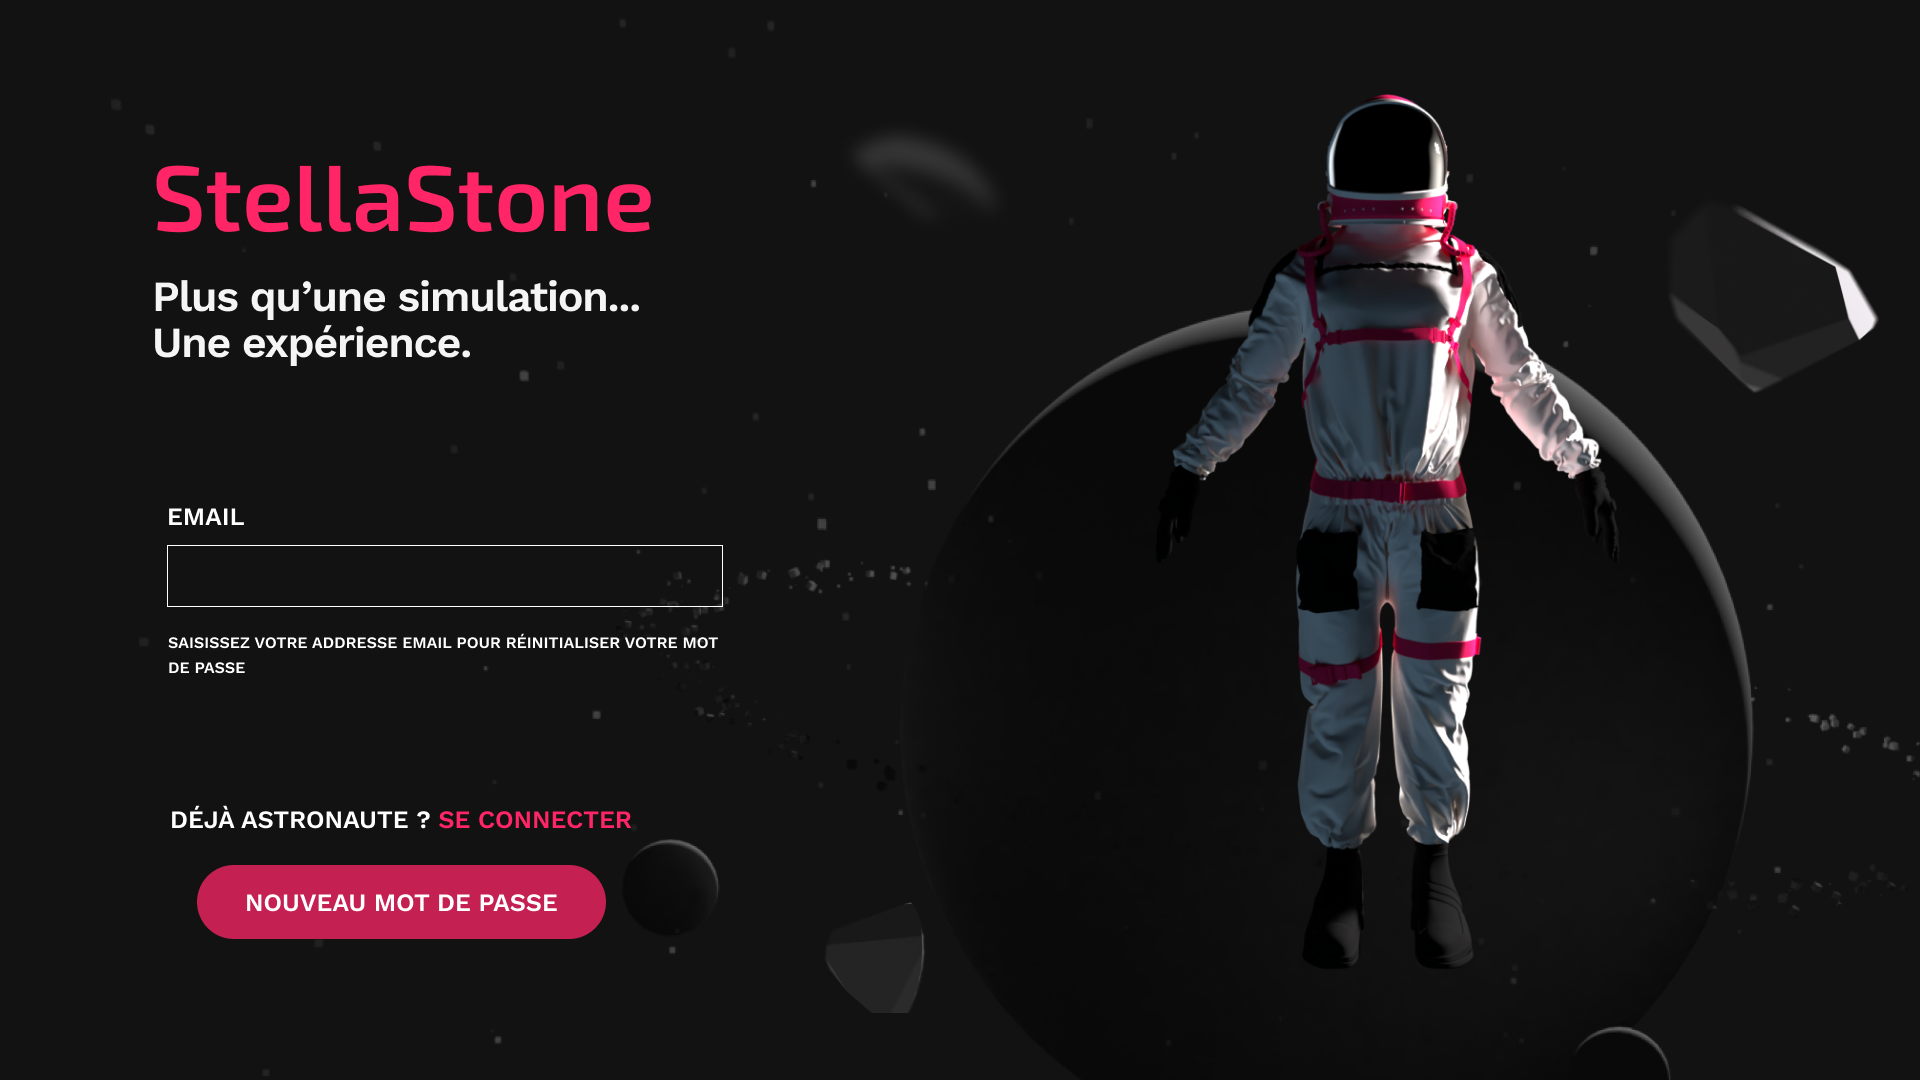 StellaStone
Plus qu’une simulation...
Une expérience.
EMAIL
SAISISSEZ VOTRE ADDRESSE EMAIL POUR RÉINITIALISER VOTRE MOT
DE PASSE
DÉJÀ ASTRONAUTE ? SE CONNECTER
NOUVEAU MOT DE PASSE